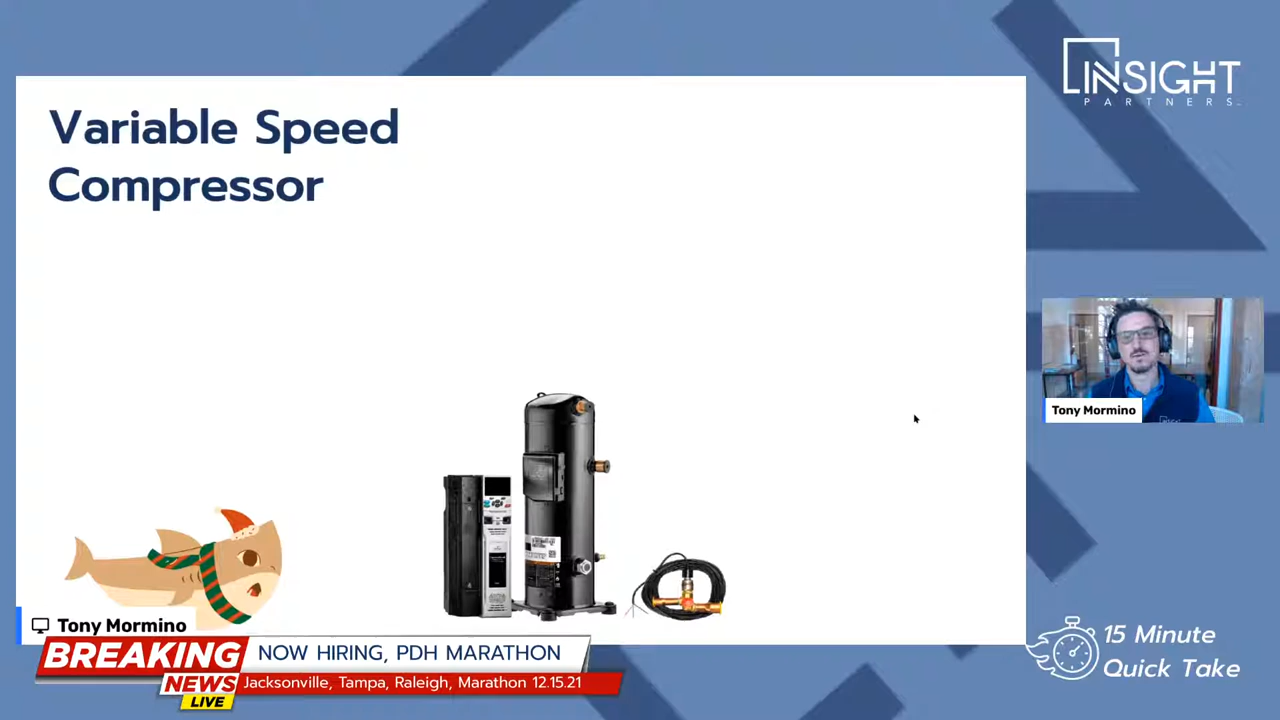 INSIGHT
PARTNERS
Variable Speed
Compressor
Tony Mormino
Tony Mormino
BREAKING
NEWS
LIVE
NOW HIRING, PDH MARATHON
Jacksonville, Tampa, Raleigh, Marathon 12.15.21
15 Minute
Quick Take